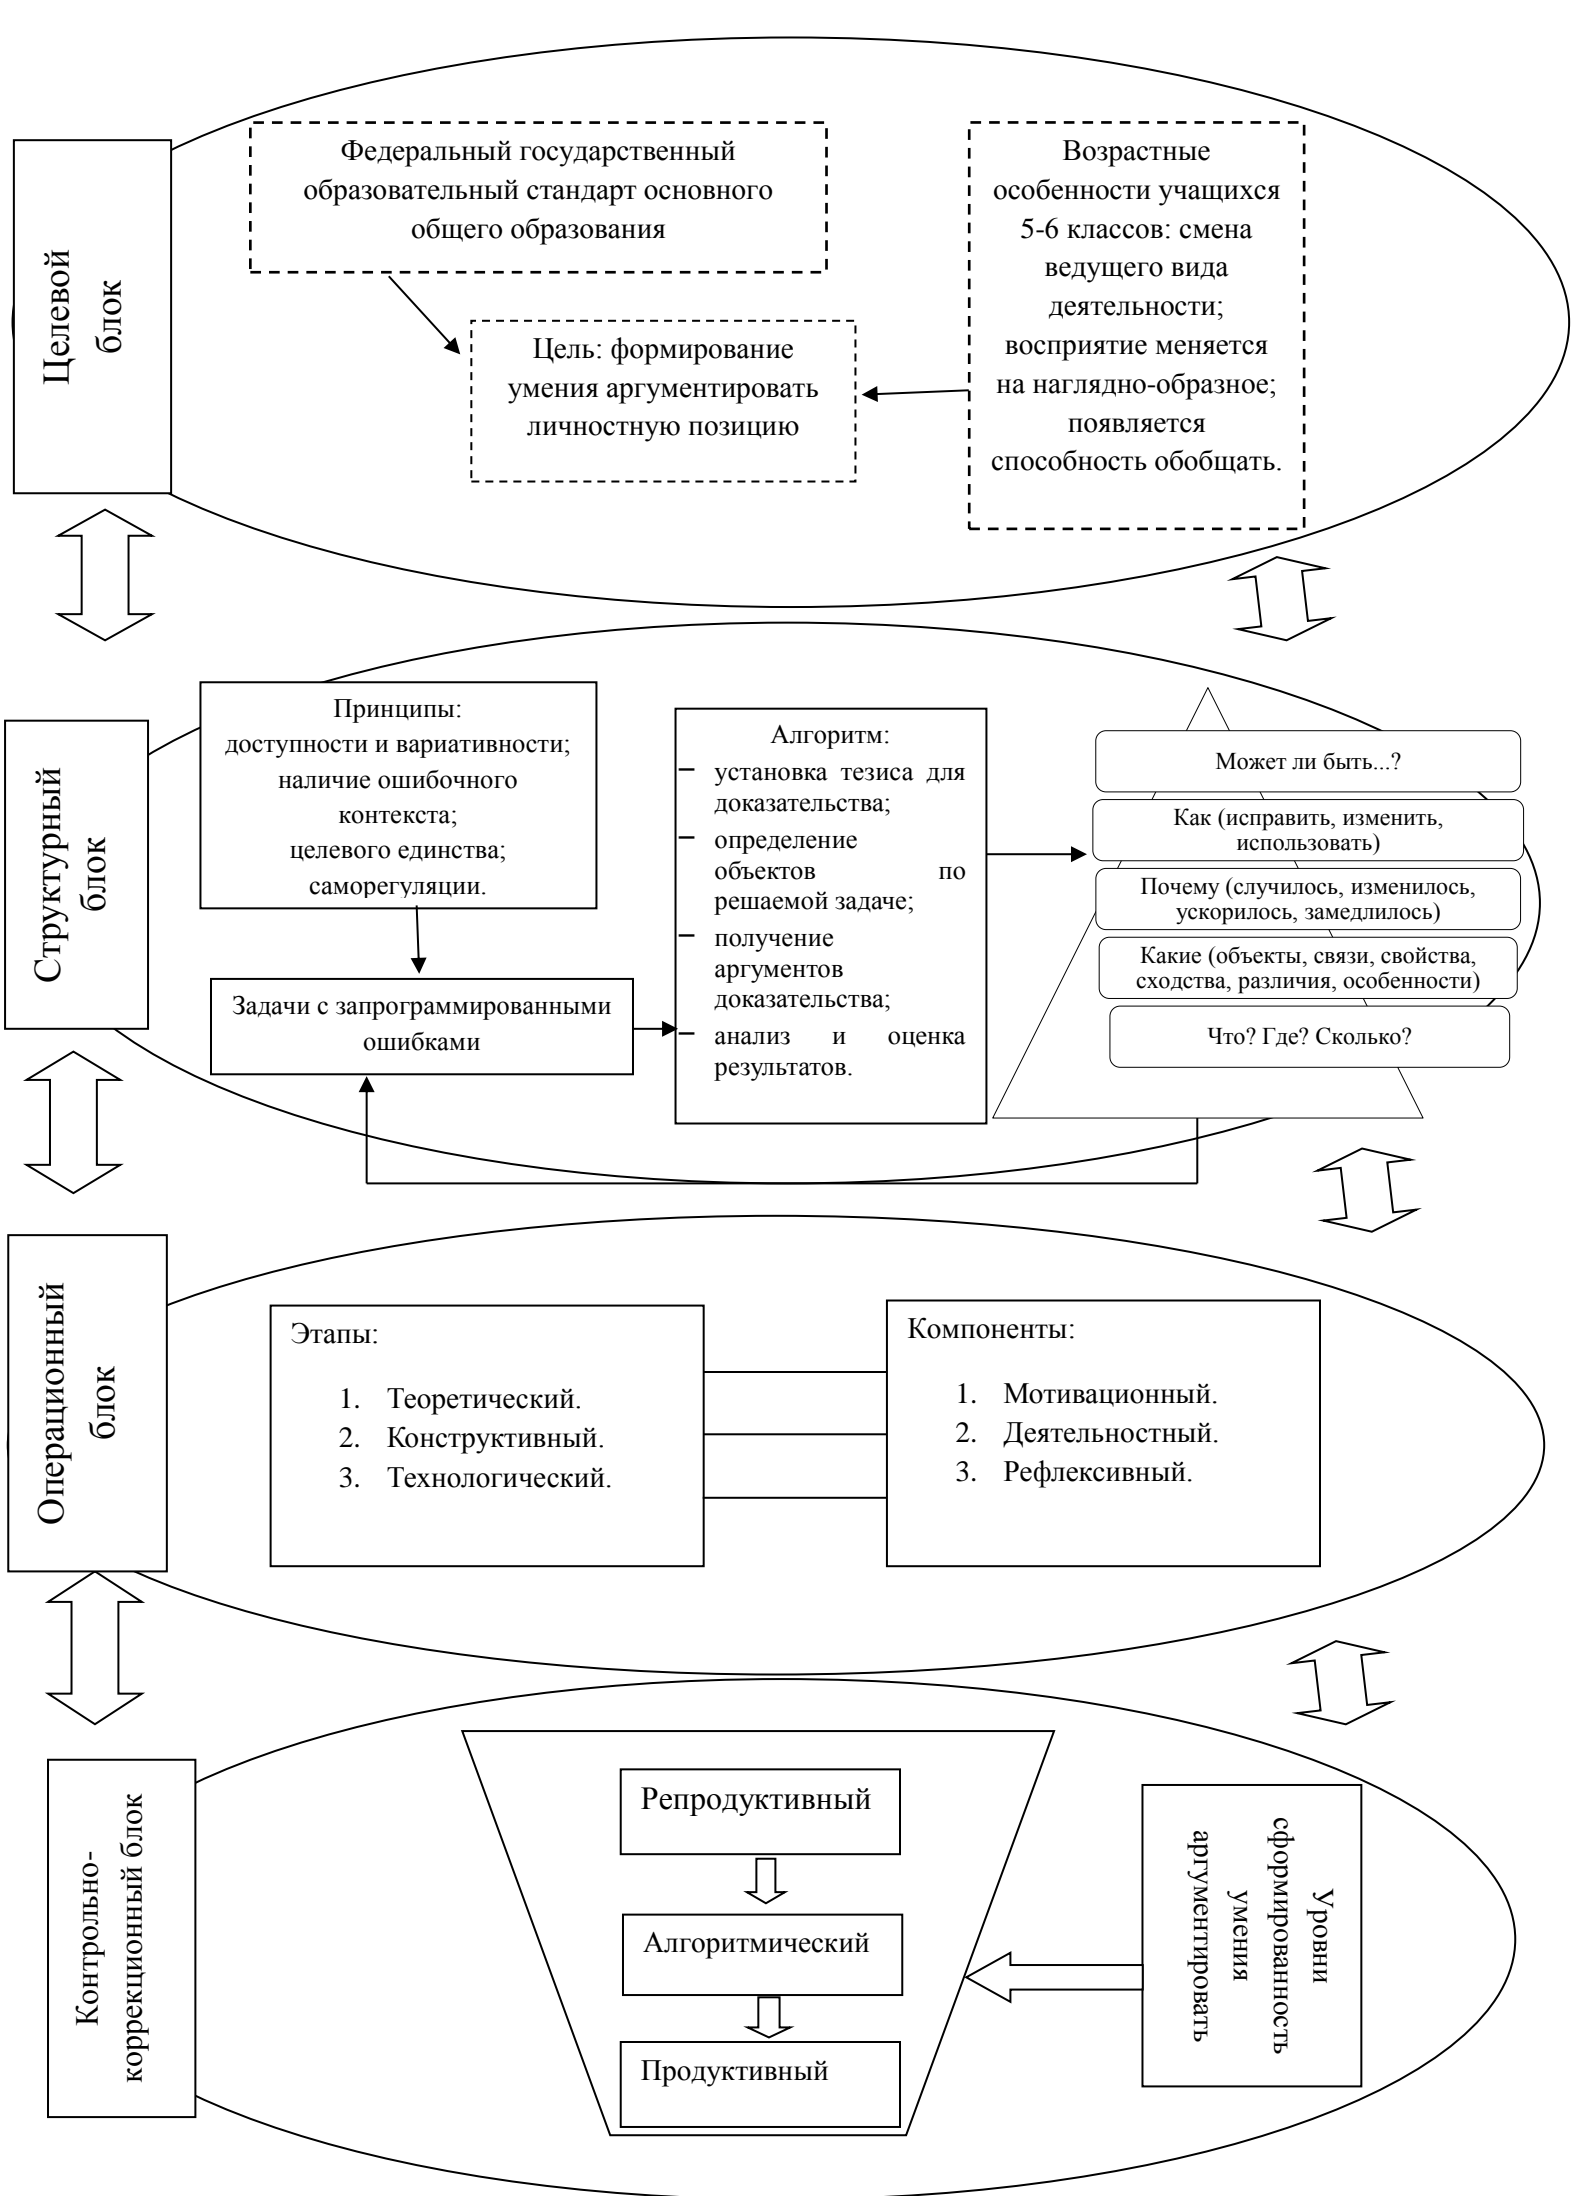 Целевой
блок
Федеральный государственный
образовательный стандарт основного
общего образования
Возрастные
особенности учащихся
5-6 классов: смена
ведущего вида
деятельности;
восприятие меняется
на наглядно-образное;
появляется
способность обобщать.
Цель: формирование
умения аргументировать
личностную позицию
Структурный
блок
Принципы:
доступности и вариативности;
наличие ошибочного
контекста;
целевого единства;
саморегуляции.
Задачи с запрограммированными
ошибками
Алгоритм:
– установка тезиса для
доказательства;
– определение
объектов по
решаемой задаче;
– получение
аргументов
доказательства;
– анализ и оценка
результатов.
Может ли быть...?
Как (исправить, изменить,
использовать)
Почему (случилось, изменилось,
ускорилось, замедлилось)
Какие (объекты, связи, свойства,
сходства, различия, особенности)
Что? Где? Сколько?
Операционный
блок
Этапы:
1. Теоретический.
2. Конструктивный.
3. Технологический.
Компоненты:
1. Мотивационный.
2. Деятельностный.
3. Рефлексивный.
Контрольно-
коррекционный блок
Репродуктивный
Алгоритмический
Продуктивный
Уровни
сформированность
умения
аргументировать